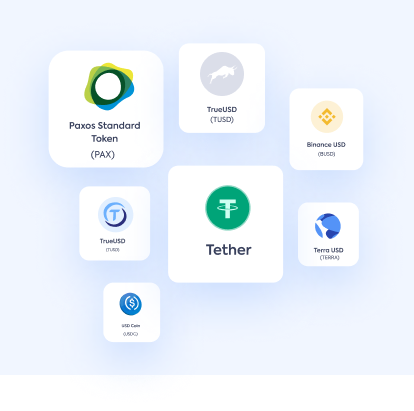 Paxos Standard
Token
(PAX)
TrueUSD
(TUSD)
Binance USD
(BUSD)
TrueUSD
(TUSD)
Tether
Terra USD
(TERRA)
USD Coin
(USDC)